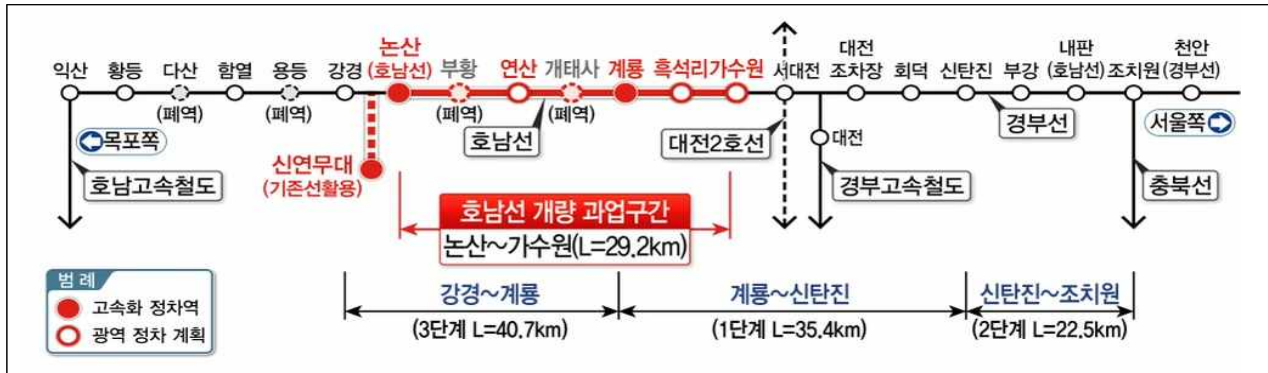 익산 황등 다산 함열 용등 강경 논산 부황 연산 개태사 계룡 흑석리 가수원 서대전 대전 조차장 회덕 신탄진 부강 내판 조치원 천안
(호남선) (호남선) (경부선)
(폐역) (폐역) (폐역) (폐역)
목포쪽
호남선
대전2호선
대전
경부선
서울쪽
호남고속철도
신연무대
(기존선활용)
경부고속철도
충북선
호남선 개량 과업구간
논산~가수원(L=29.2km)
범 례
고속화 정차역
광역 정차 계획
강경~계룡
(3단계 L=40.7km)
계룡~신탄진
(1단계 L=35.4km)
신탄진~조치원
(2단계 L=22.5km)